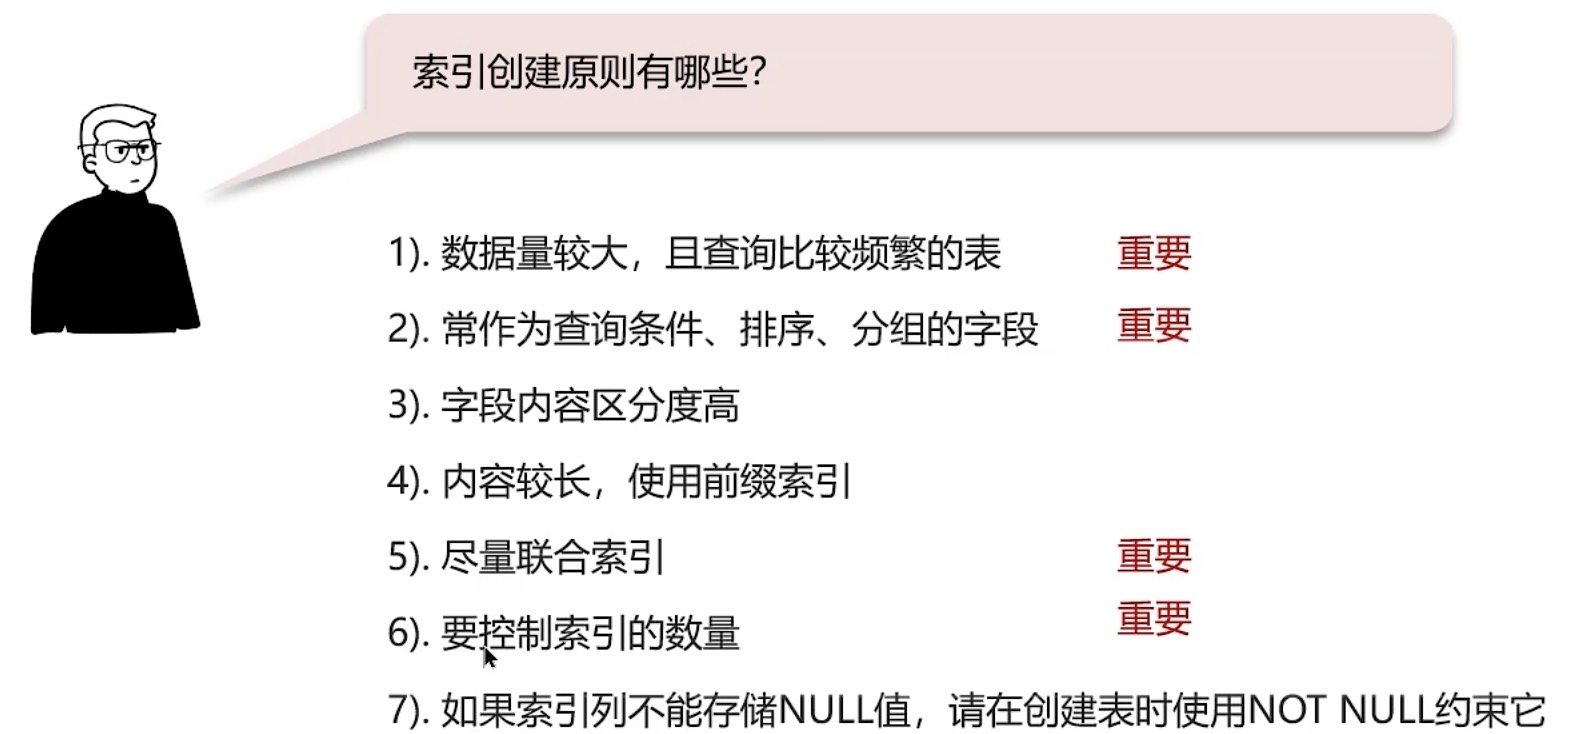 索引创建原则有哪些？
1). 数据量较大，且查询比较频繁的表 重要
2). 常作为查询条件、排序、分组的字段 重要
3). 字段内容区分度高
4). 内容较长，使用前缀索引
5). 尽量联合索引 重要
6). 要控制索引的数量 重要
7). 如果索引列不能存储NULL值，请在创建表时使用NOT NULL约束它